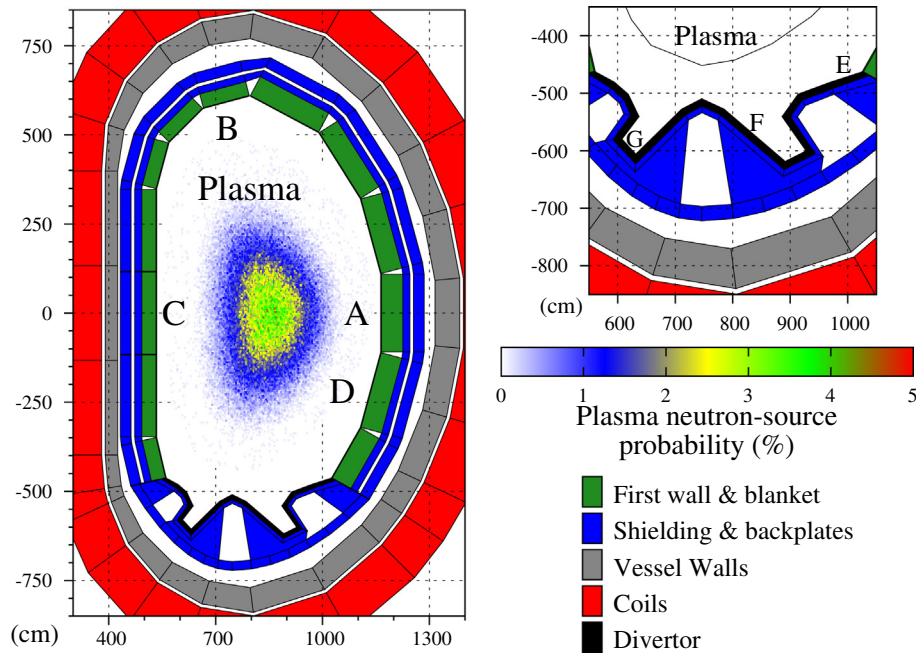 750
500
250
0
-250
-500
-750
(cm)
400
700
1000
1300
B
Plasma
C
A
D
-400
-500
-600
-700
-800
(cm)
600
700
800
900
1000
Plasma
E
F
G
0
1
2
3
4
5
Plasma neutron-source
probability (%)
First wall & blanket
Shielding & backplates
Vessel Walls
Coils
Divertor